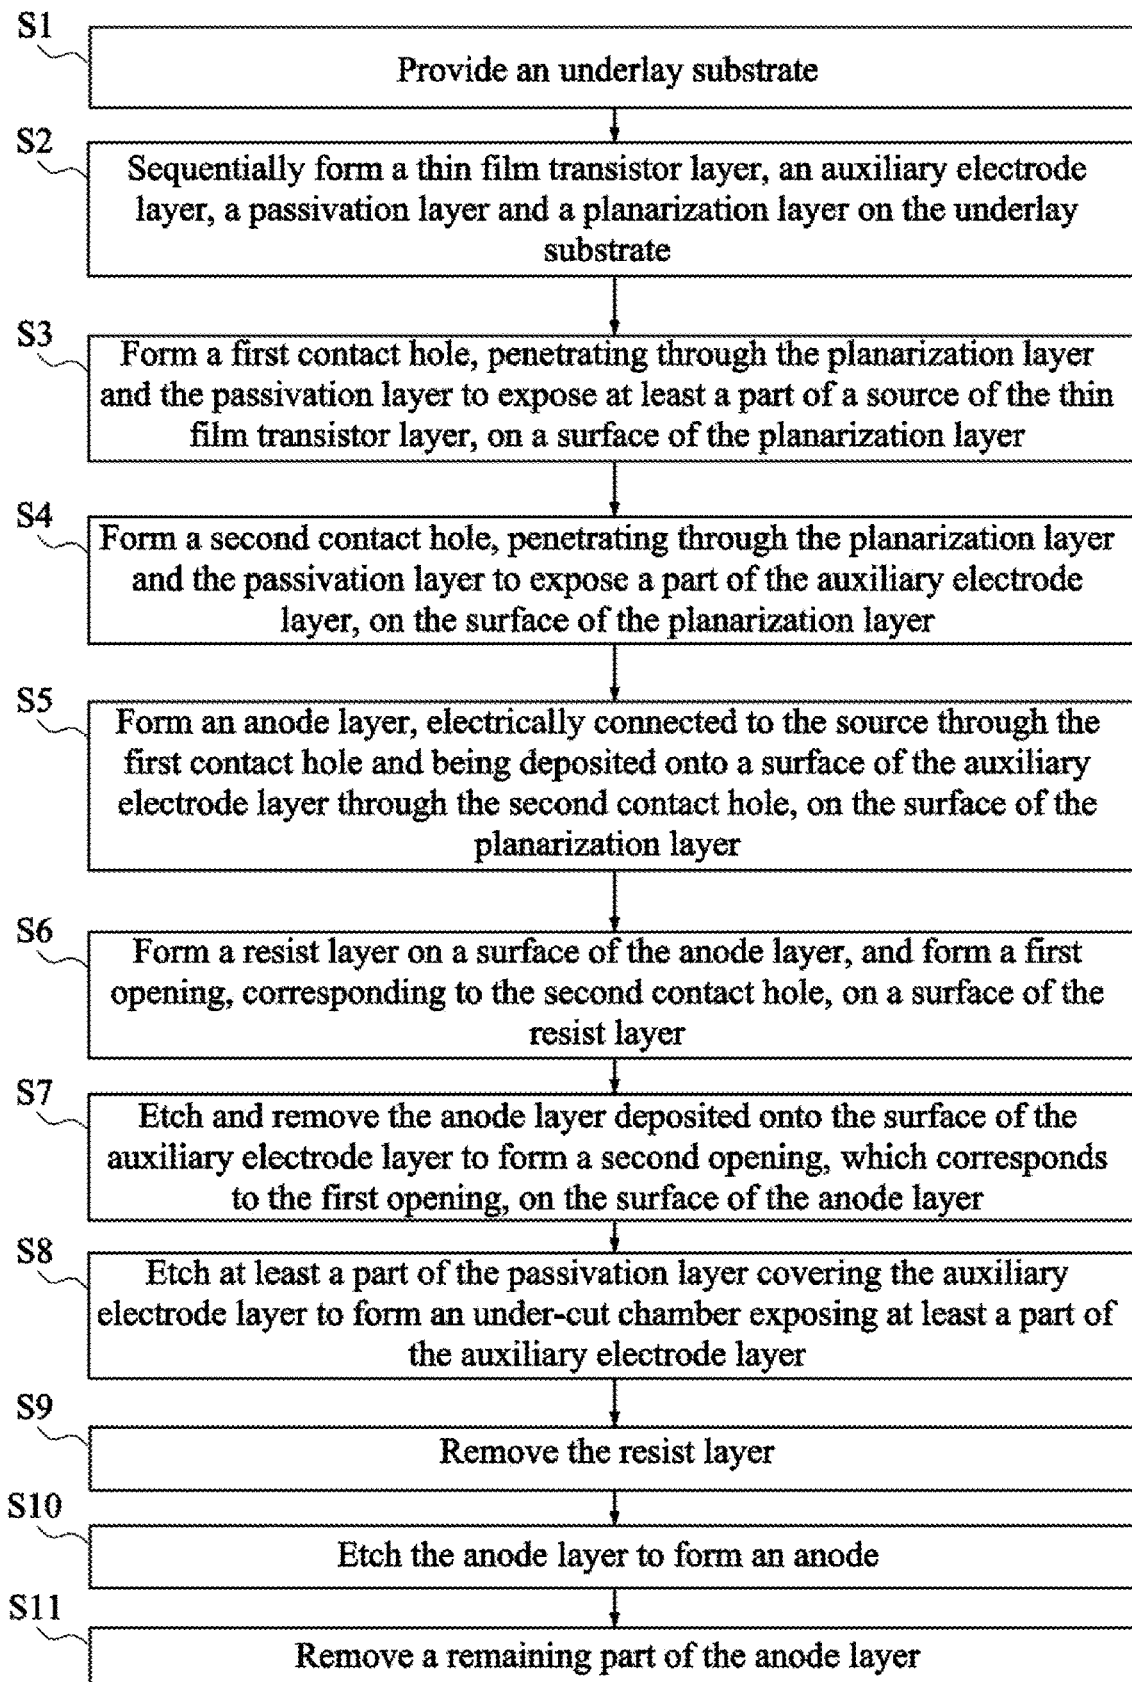 S1
Provide an underlay substrate
S2
Sequentially form a thin film transistor layer, an auxiliary electrode
layer, a passivation layer and a planarization layer on the underlay
substrate
S3
Form a first contact hole, penetrating through the planarization layer
and the passivation layer to expose at least a part of a source of the thin
film transistor layer, on a surface of the planarization layer
S4
Form a second contact hole, penetrating through the planarization layer
and the passivation layer to expose a part of the auxiliary electrode
layer, on the surface of the planarization layer
S5
Form an anode layer, electrically connected to the source through the
first contact hole and being deposited onto a surface of the auxiliary
electrode layer through the second contact hole, on the surface of the
planarization layer
S6
Form a resist layer on a surface of the anode layer, and form a first
opening, corresponding to the second contact hole, on a surface of the
resist layer
S7
Etch and remove the anode layer deposited onto the surface of the
auxiliary electrode layer to form a second opening, which corresponds
to the first opening, on the surface of the anode layer
S8
Etch at least a part of the passivation layer covering the auxiliary
electrode layer to form an under-cut chamber exposing at least a part of
the auxiliary electrode layer
S9
Remove the resist layer
S10
Etch the anode layer to form an anode
S11
Remove a remaining part of the anode layer